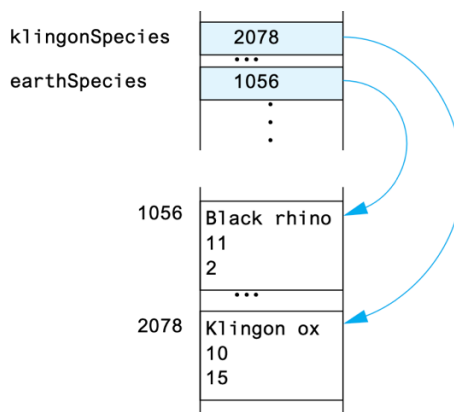 klingonSpecies 2078
...
earthSpecies 1056
1056 Black rhino
11
2
...
2078 Klingon ox
10
15